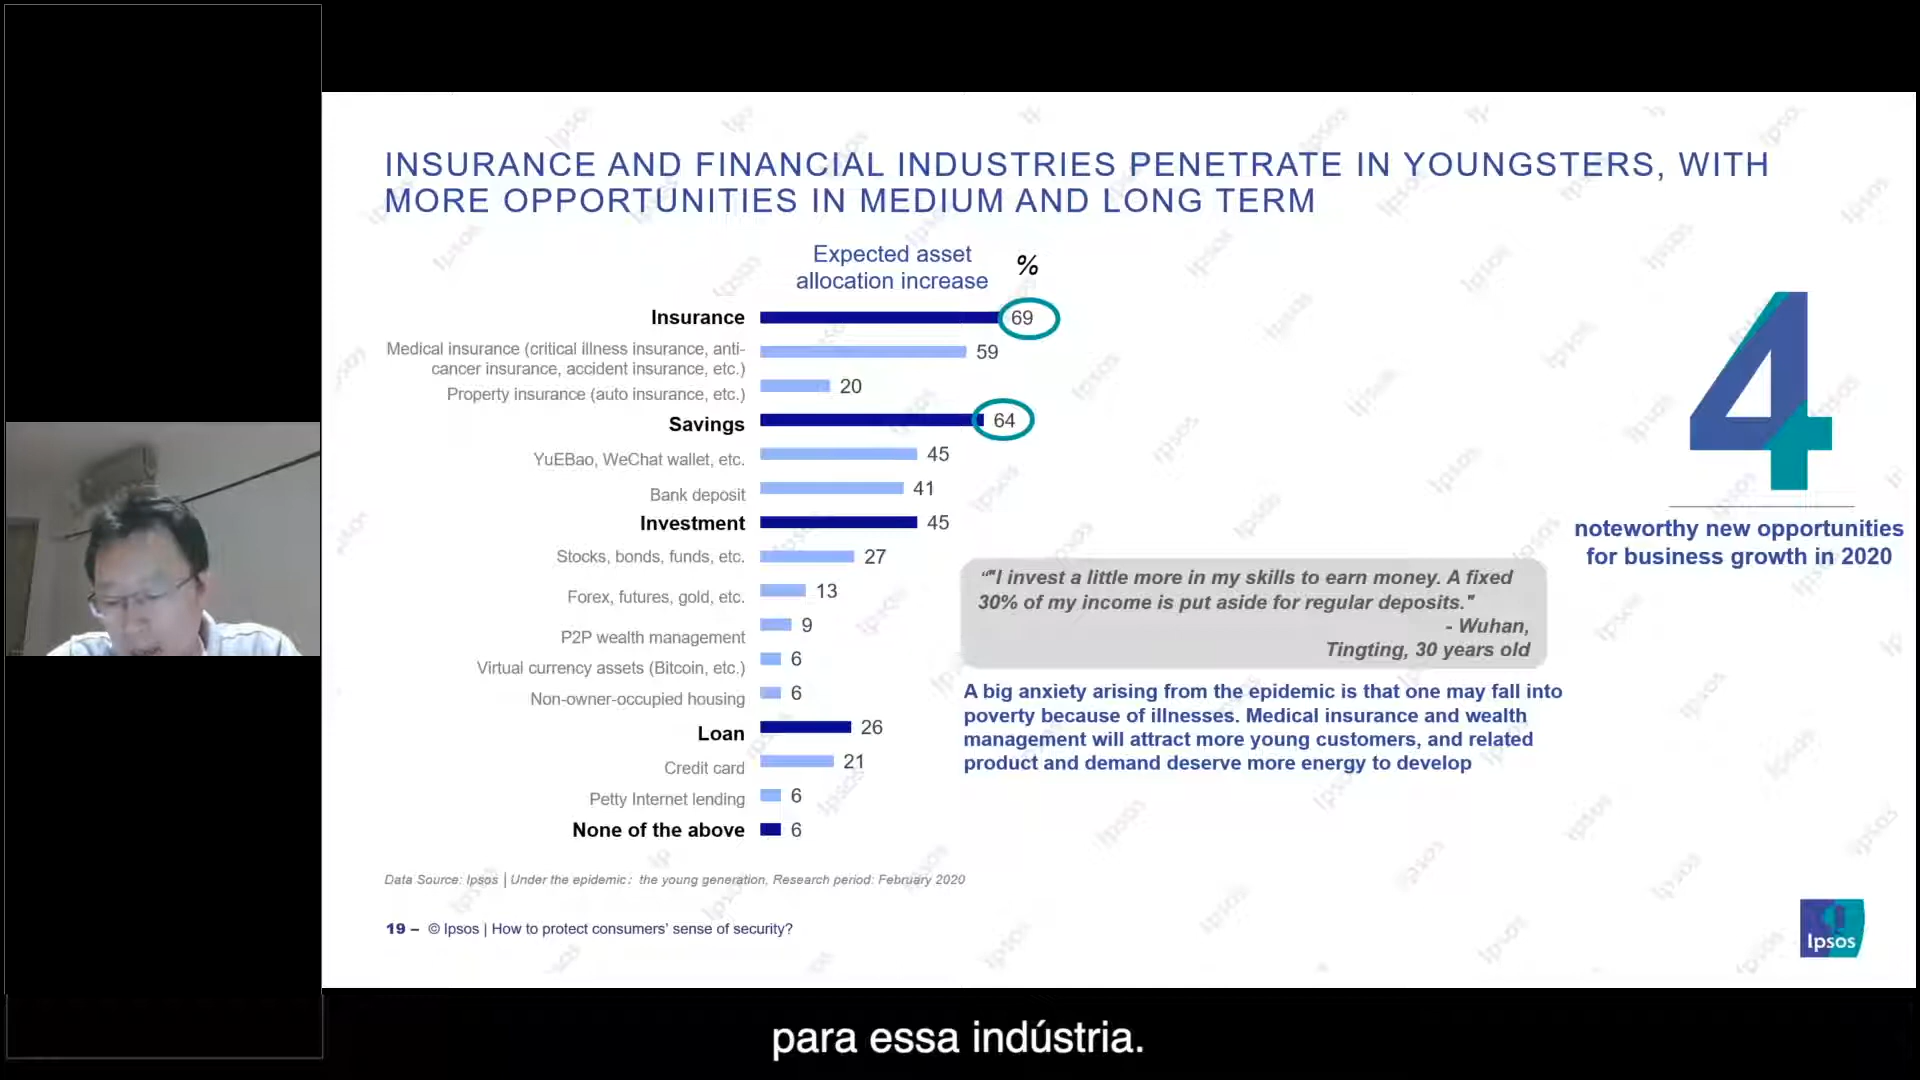 INSURANCE AND FINANCIAL INDUSTRIES PENETRATE IN YOUNGSTERS, WITH
MORE OPPORTUNITIES IN MEDIUM AND LONG TERM
Expected asset
allocation increase
%
Insurance 69
Medical insurance (critical illness insurance, anti-
cancer insurance, accident insurance, etc.) 59
Property insurance (auto insurance, etc.) 20
Savings 64
YuEBao, WeChat wallet, etc. 45
Bank deposit 41
Investment 45
Stocks, bonds, funds, etc. 27
Forex, futures, gold, etc. 13
P2P wealth management 9
Virtual currency assets (Bitcoin, etc.) 6
Non-owner-occupied housing 6
Loan 26
Credit card 21
Petty Internet lending 6
None of the above 6
“"I invest a little more in my skills to earn money. A fixed
30% of my income is put aside for regular deposits."
- Wuhan,
Tingting, 30 years old
A big anxiety arising from the epidemic is that one may fall into
poverty because of illnesses. Medical insurance and wealth
management will attract more young customers, and related
product and demand deserve more energy to develop
4
noteworthy new opportunities
for business growth in 2020
Data Source: Ipsos | Under the epidemic: the young generation, Research period: February 2020
19 – © Ipsos | How to protect consumers’ sense of security?
Ipsos
para essa indústria.